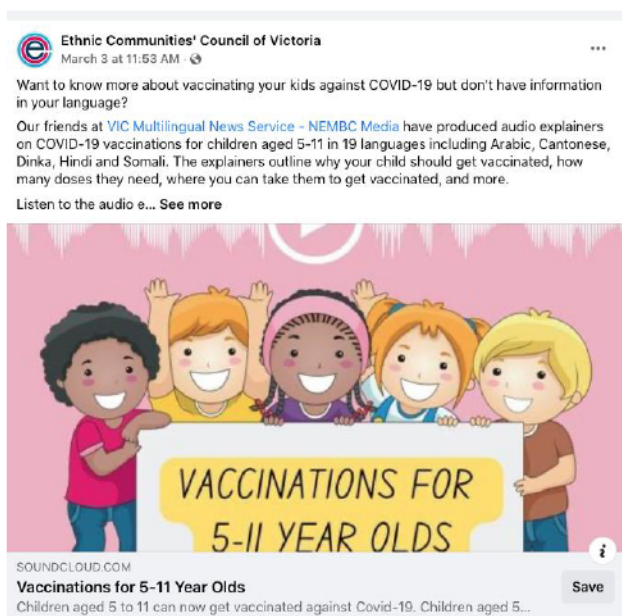 Ethnic Communities' Council of Victoria
March 3 at 11:53 AM ·
Want to know more about vaccinating your kids against COVID-19 but don't have information
in your language?
Our friends at VIC Multilingual News Service - NEMBC Media have produced audio explainers
on COVID-19 vaccinations for children aged 5-11 in 19 languages including Arabic, Cantonese,
Dinka, Hindi and Somali. The explainers outline why your child should get vaccinated, how
many doses they need, where you can take them to get vaccinated, and more.
Listen to the audio e... See more
VACCINATIONS FOR
5-11 YEAR OLDS
SOUNDCLOUD.COM
Vaccinations for 5-11 Year Olds
Save
Children aged 5 to 11 can now get vaccinated against Covid-19. Children aged 5...